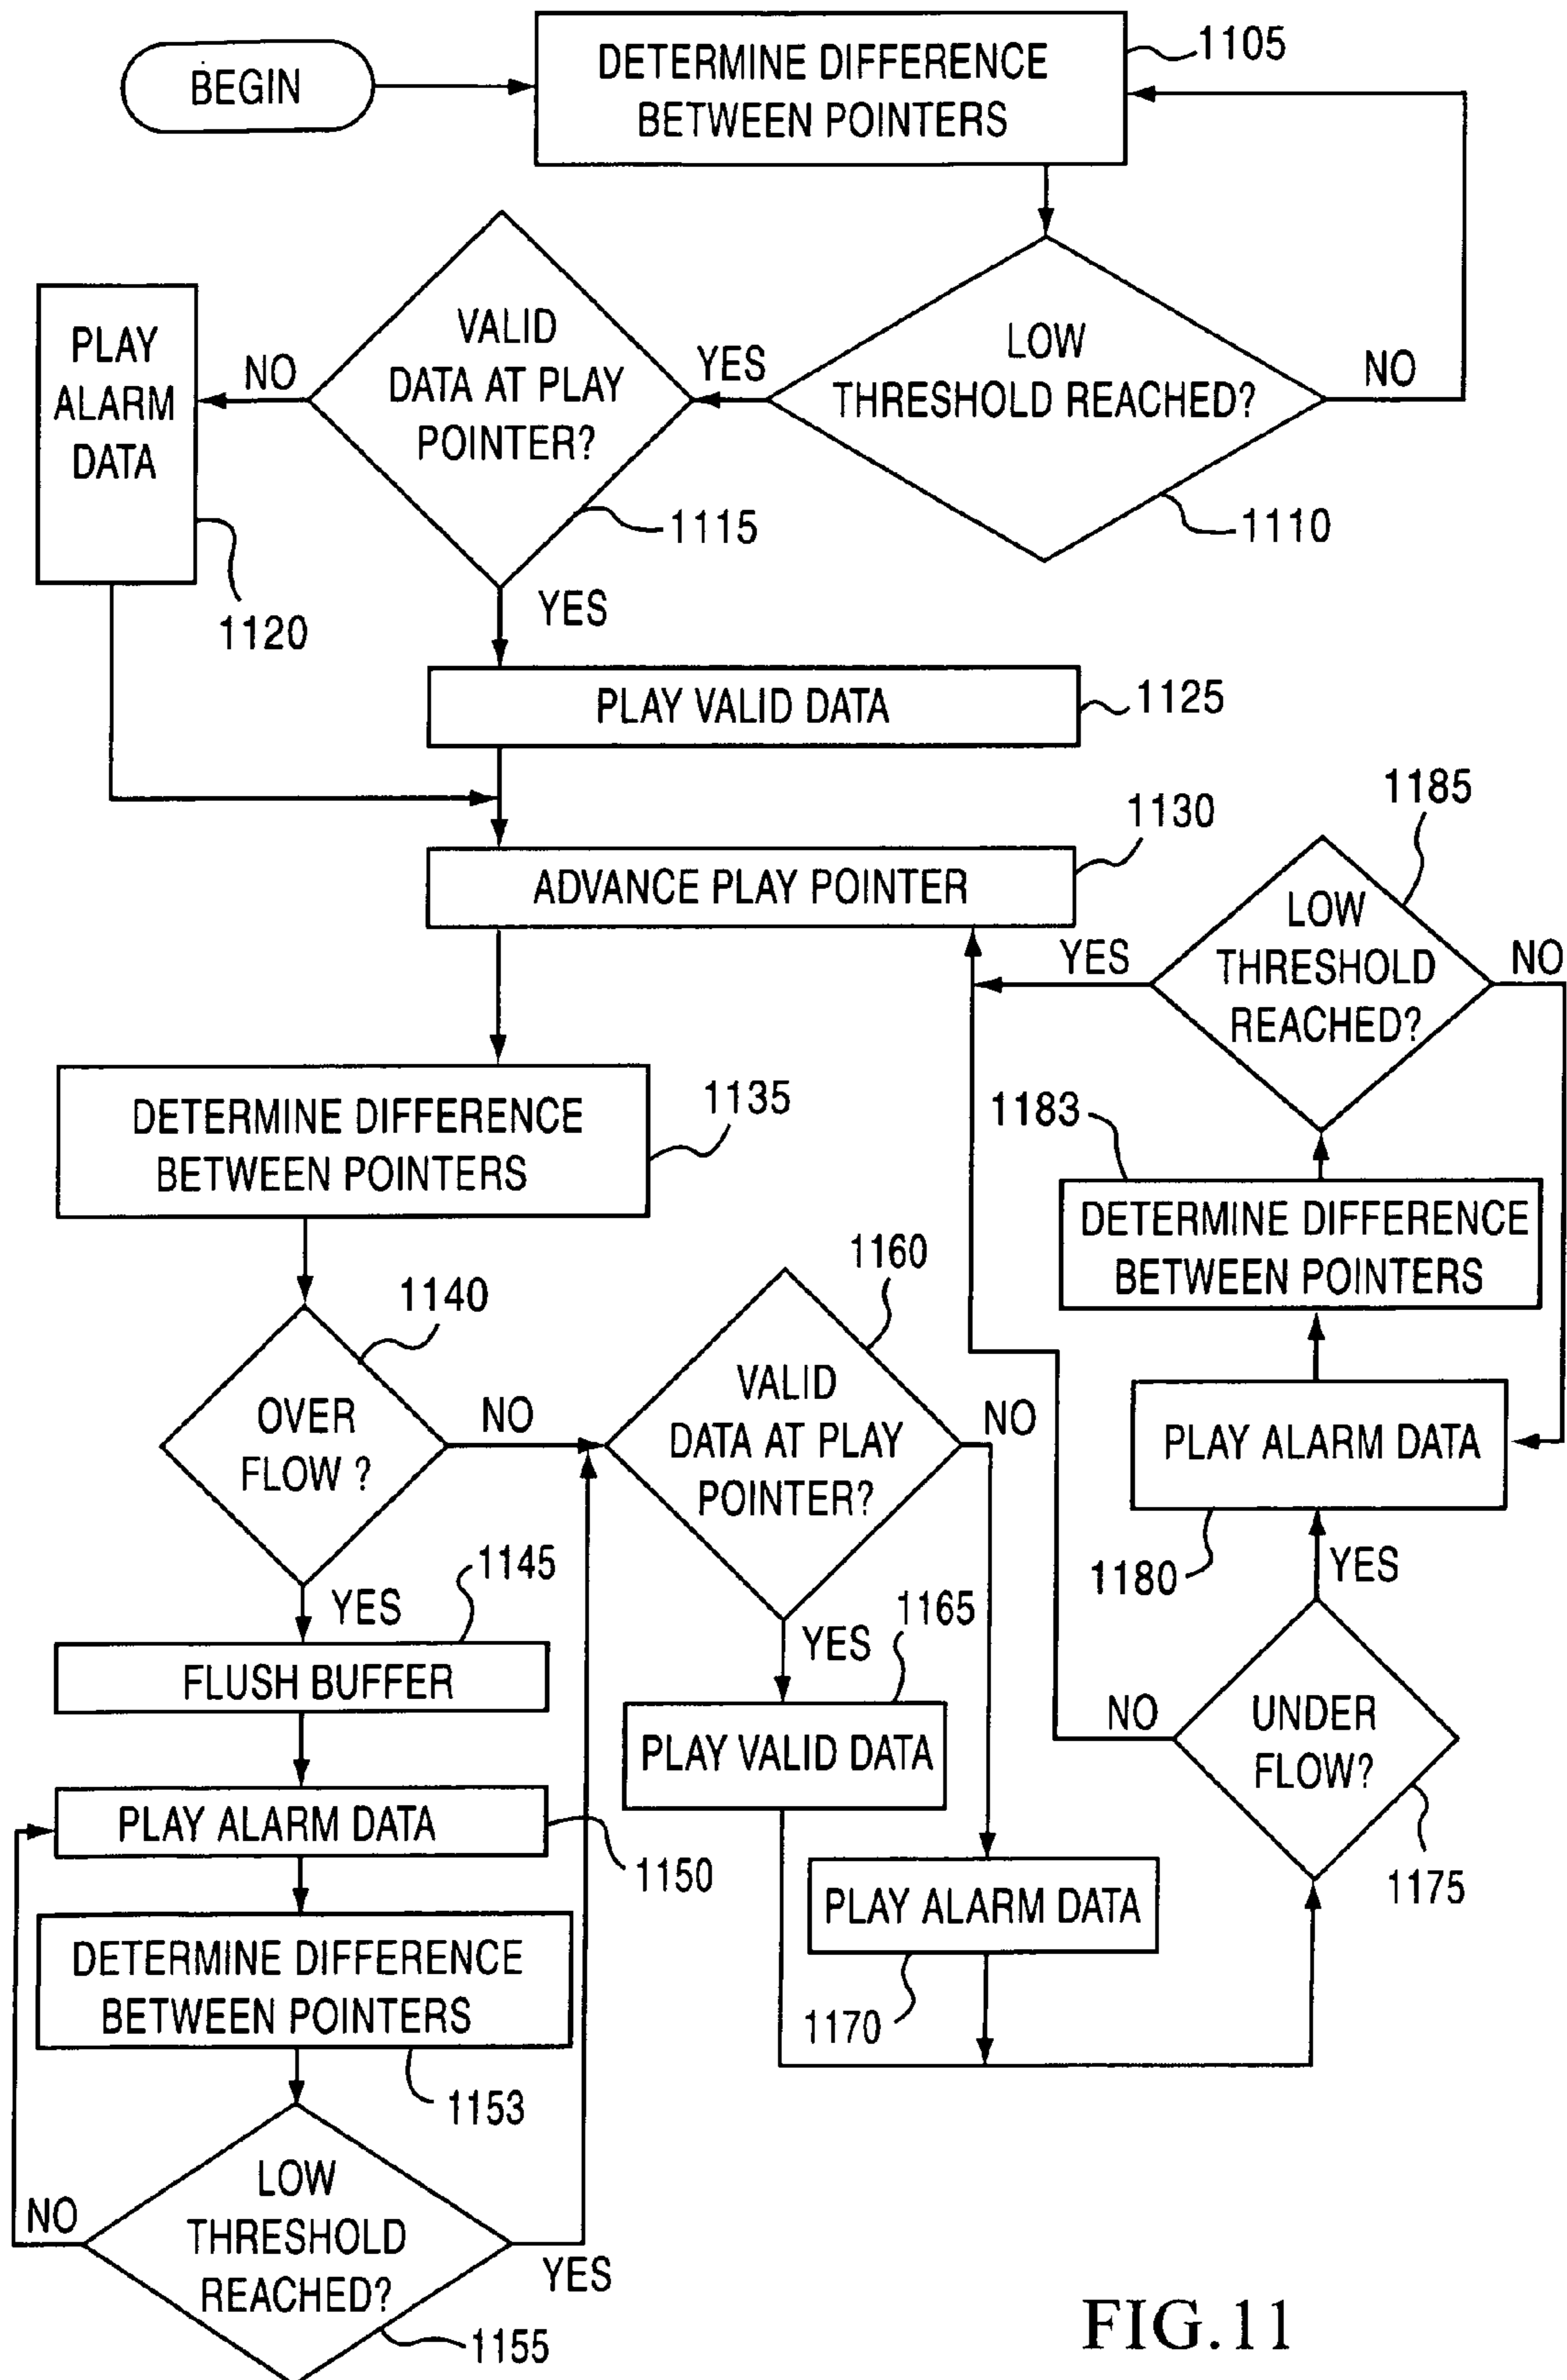 BEGIN
DETERMINE DIFFERENCE
BETWEEN POINTERS
1105
LOW
THRESHOLD REACHED?
NO
YES
1110
VALID
DATA AT PLAY
POINTER?
NO
1115
PLAY
ALARM
DATA
1120
YES
PLAY VALID DATA
1125
1130
ADVANCE PLAY POINTER
1185
LOW
THRESHOLD
REACHED?
YES
NO
DETERMINE DIFFERENCE
BETWEEN POINTERS
1135
1183
DETERMINE DIFFERENCE
BETWEEN POINTERS
1140
OVER
FLOW ?
NO
1160
VALID
DATA AT PLAY
POINTER?
NO
PLAY ALARM DATA
1180
YES
YES
1145
FLUSH BUFFER
YES
1165
PLAY VALID DATA
NO
UNDER
FLOW?
1175
PLAY ALARM DATA
1150
PLAY ALARM DATA
1170
DETERMINE DIFFERENCE
BETWEEN POINTERS
1153
LOW
THRESHOLD
REACHED?
NO
YES
1155
FIG.11